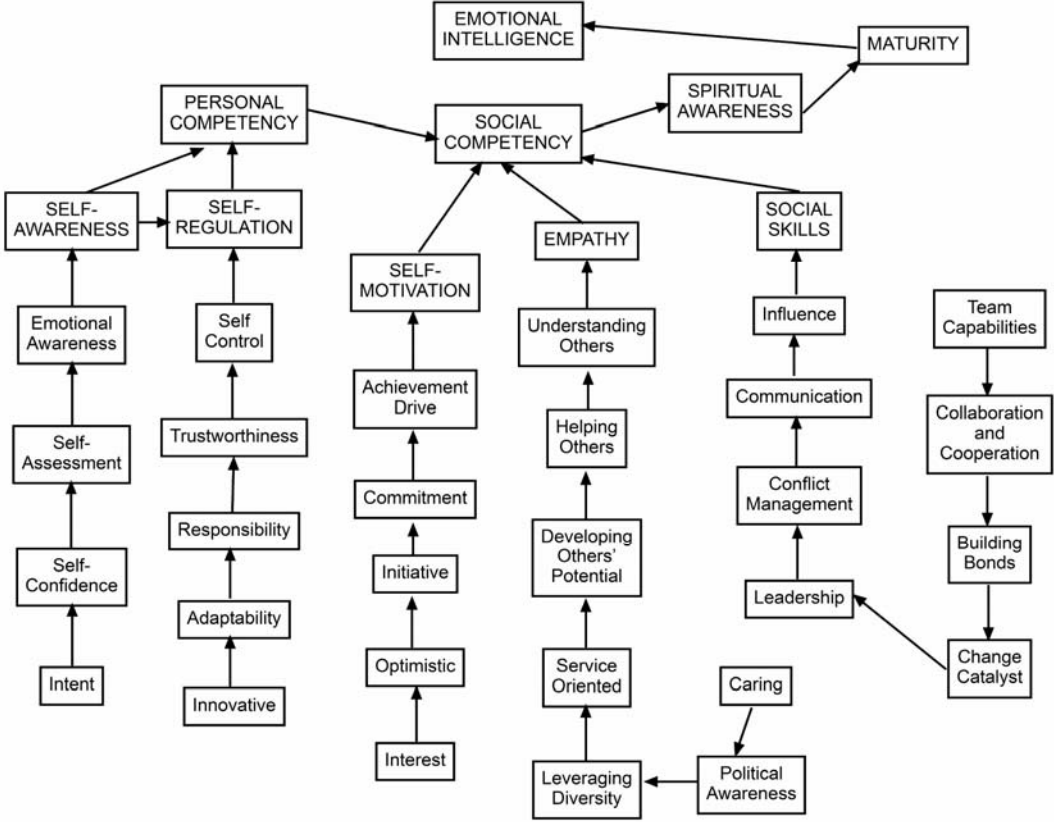 EMOTIONAL
INTELLIGENCE
MATURITY
SPIRITUAL
AWARENESS
PERSONAL
COMPETENCY
SOCIAL
COMPETENCY
SELF-
AWARENESS
SELF-
REGULATION
SELF-
MOTIVATION
EMPATHY
SOCIAL
SKILLS
Emotional
Awareness
Self-
Assessment
Self-
Confidence
Intent
Self
Control
Trustworthiness
Responsibility
Adaptability
Innovative
Achievement
Drive
Commitment
Initiative
Optimistic
Interest
Understanding
Others
Helping
Others
Developing
Others’
Potential
Service
Oriented
Leveraging
Diversity
Caring
Political
Awareness
Influence
Communication
Conflict
Management
Leadership
Team
Capabilities
Collaboration
and
Cooperation
Building
Bonds
Change
Catalyst